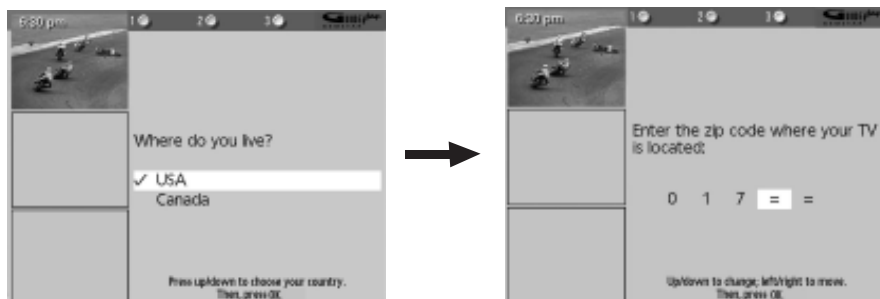 6:30 pm 1 2 3
Where do you live?
✓ USA
Canada
Press up/down to choose your country.
Then, press OK.
6:30 pm 1 2 3
Enter the zip code where your TV
is located:
0 1 7 = =
Up/down to change; left/right to move.
Then, press OK.